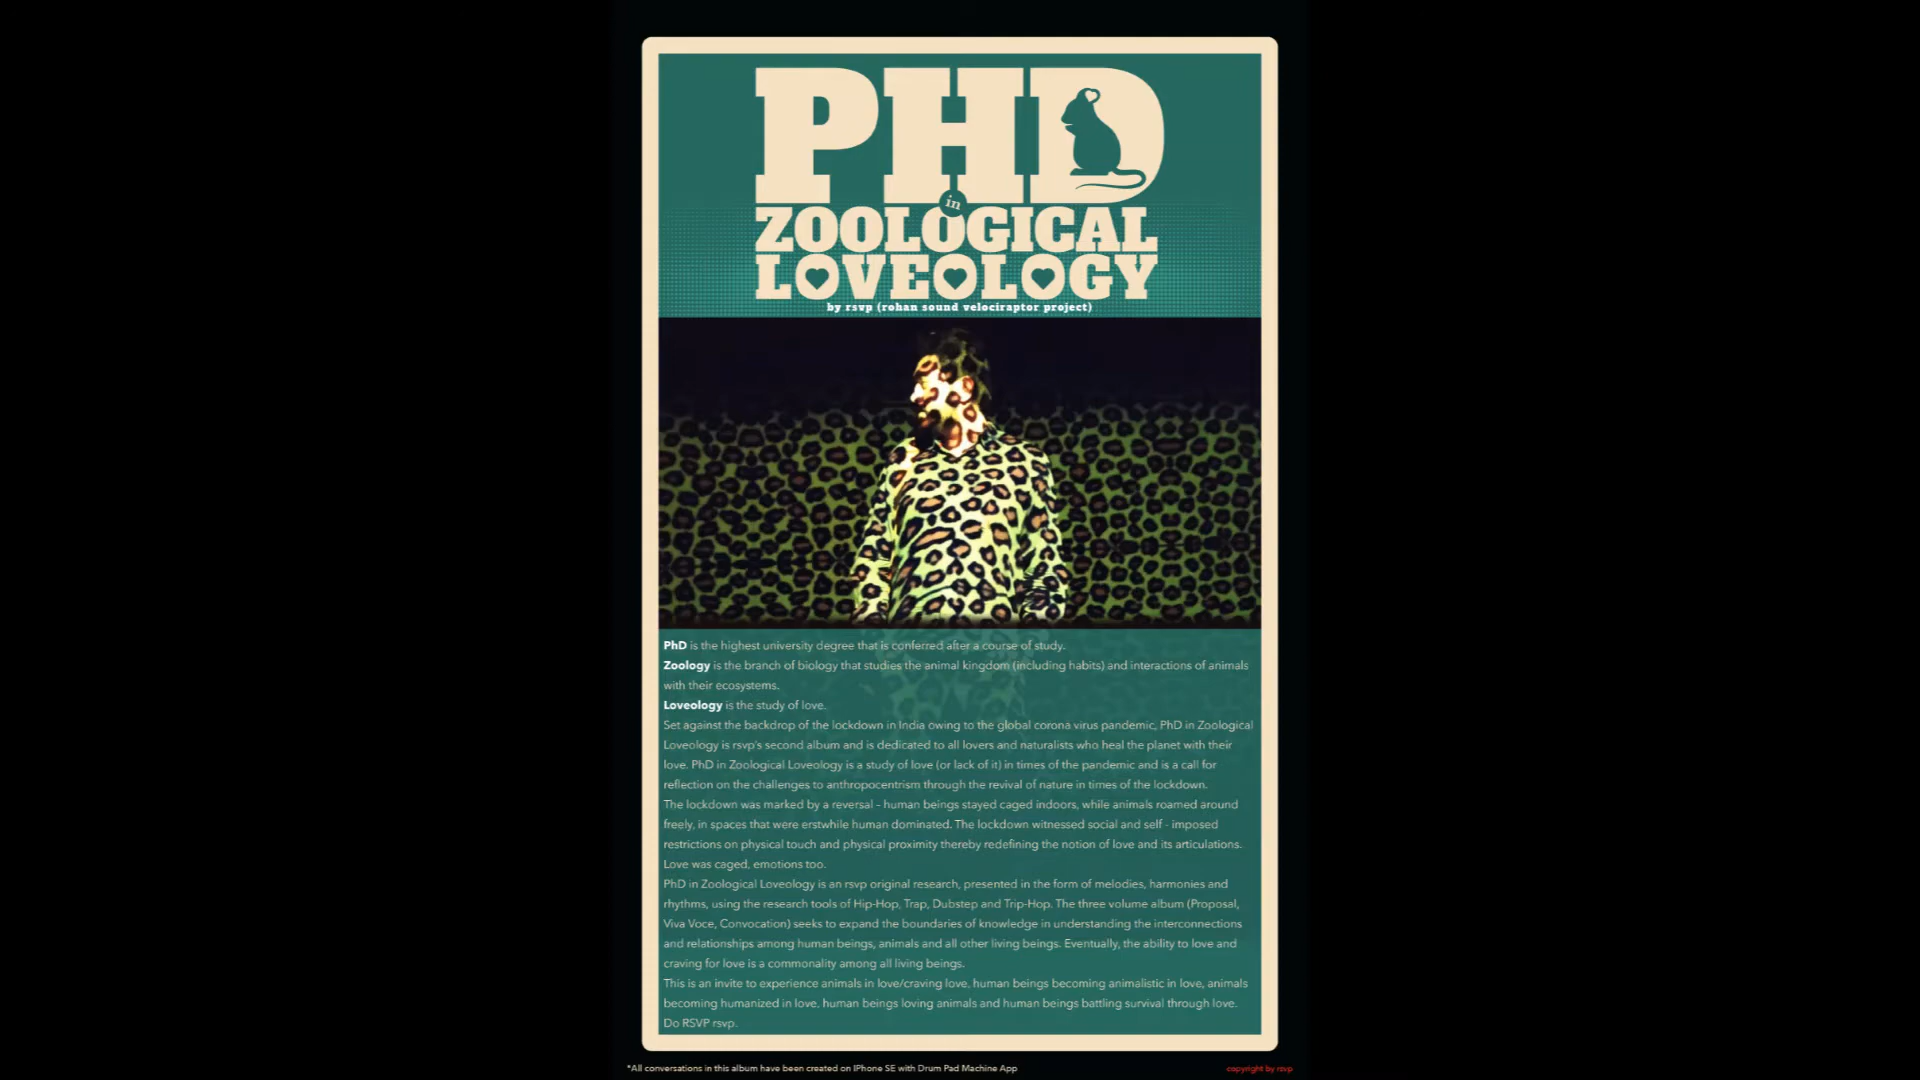 PHD
in
ZOOLOGICAL
LOVEOLOGY
by rsvp (rohan sound velociraptor project)
PhD is the highest university degree that is conferred after a course of study.
Zoology is the branch of biology that studies the animal kingdom (including habits) and interactions of animals
with their ecosystems.
Loveology is the study of love.
Set against the backdrop of the lockdown in India owing to the global corona virus pandemic, PhD in Zoological
Loveology is rsvp's second album and is dedicated to all lovers and naturalists who heal the planet with their
love. PhD in Zoological Loveology is a study of love (or lack of it) in times of the pandemic and is a call for
reflection on the challenges to anthropocentrism through the revival of nature in times of the lockdown.
The lockdown was marked by a reversal - human beings stayed caged indoors, while animals roamed around
freely, in spaces that were erstwhile human dominated. The lockdown witnessed social and self - imposed
restrictions on physical touch and physical proximity thereby redefining the notion of love and its articulations.
Love was caged, emotions too.
PhD in Zoological Loveology is an rsvp original research, presented in the form of melodies, harmonies and
rhythms, using the research tools of Hip-Hop, Trap, Dubstep and Trip-Hop. The three volume album (Proposal,
Viva Voce, Convocation) seeks to expand the boundaries of knowledge in understanding the interconnections
and relationships among human beings, animals and all other living beings. Eventually, the ability to love and
craving for love is a commonality among all living beings.
This is an invite to experience animals in love/craving love, human beings becoming animalistic in love, animals
becoming humanized in love, human beings loving animals and human beings battling survival through love.
Do RSVP rsvp.
*All conversations in this album have been created on IPhone SE with Drum Pad Machine App
copyright by rsvp